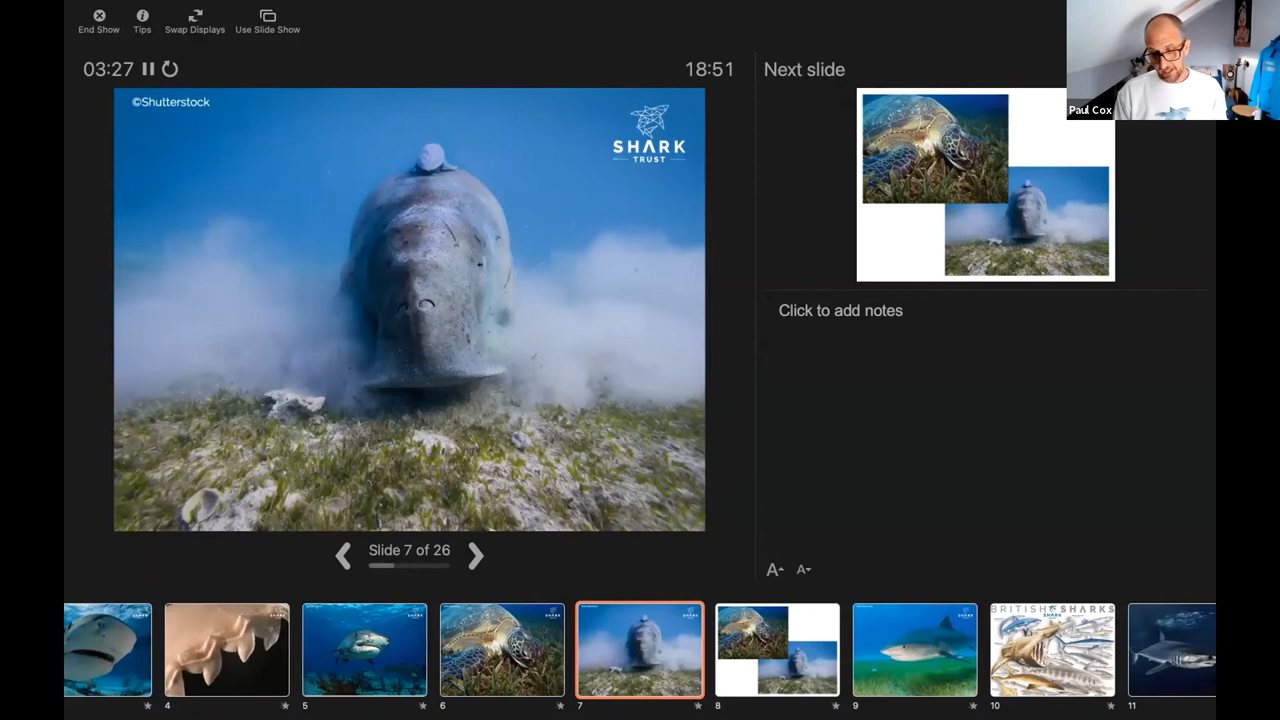 End Show
Tips
Swap Displays
Use Slide Show
03:27
18:51
Next slide
Paul Cox
©Shutterstock
SHARK
TRUST
Click to add notes
Slide 7 of 26
A
A
4
5
6
7
8
9
10
11
BRITISH SHARKS